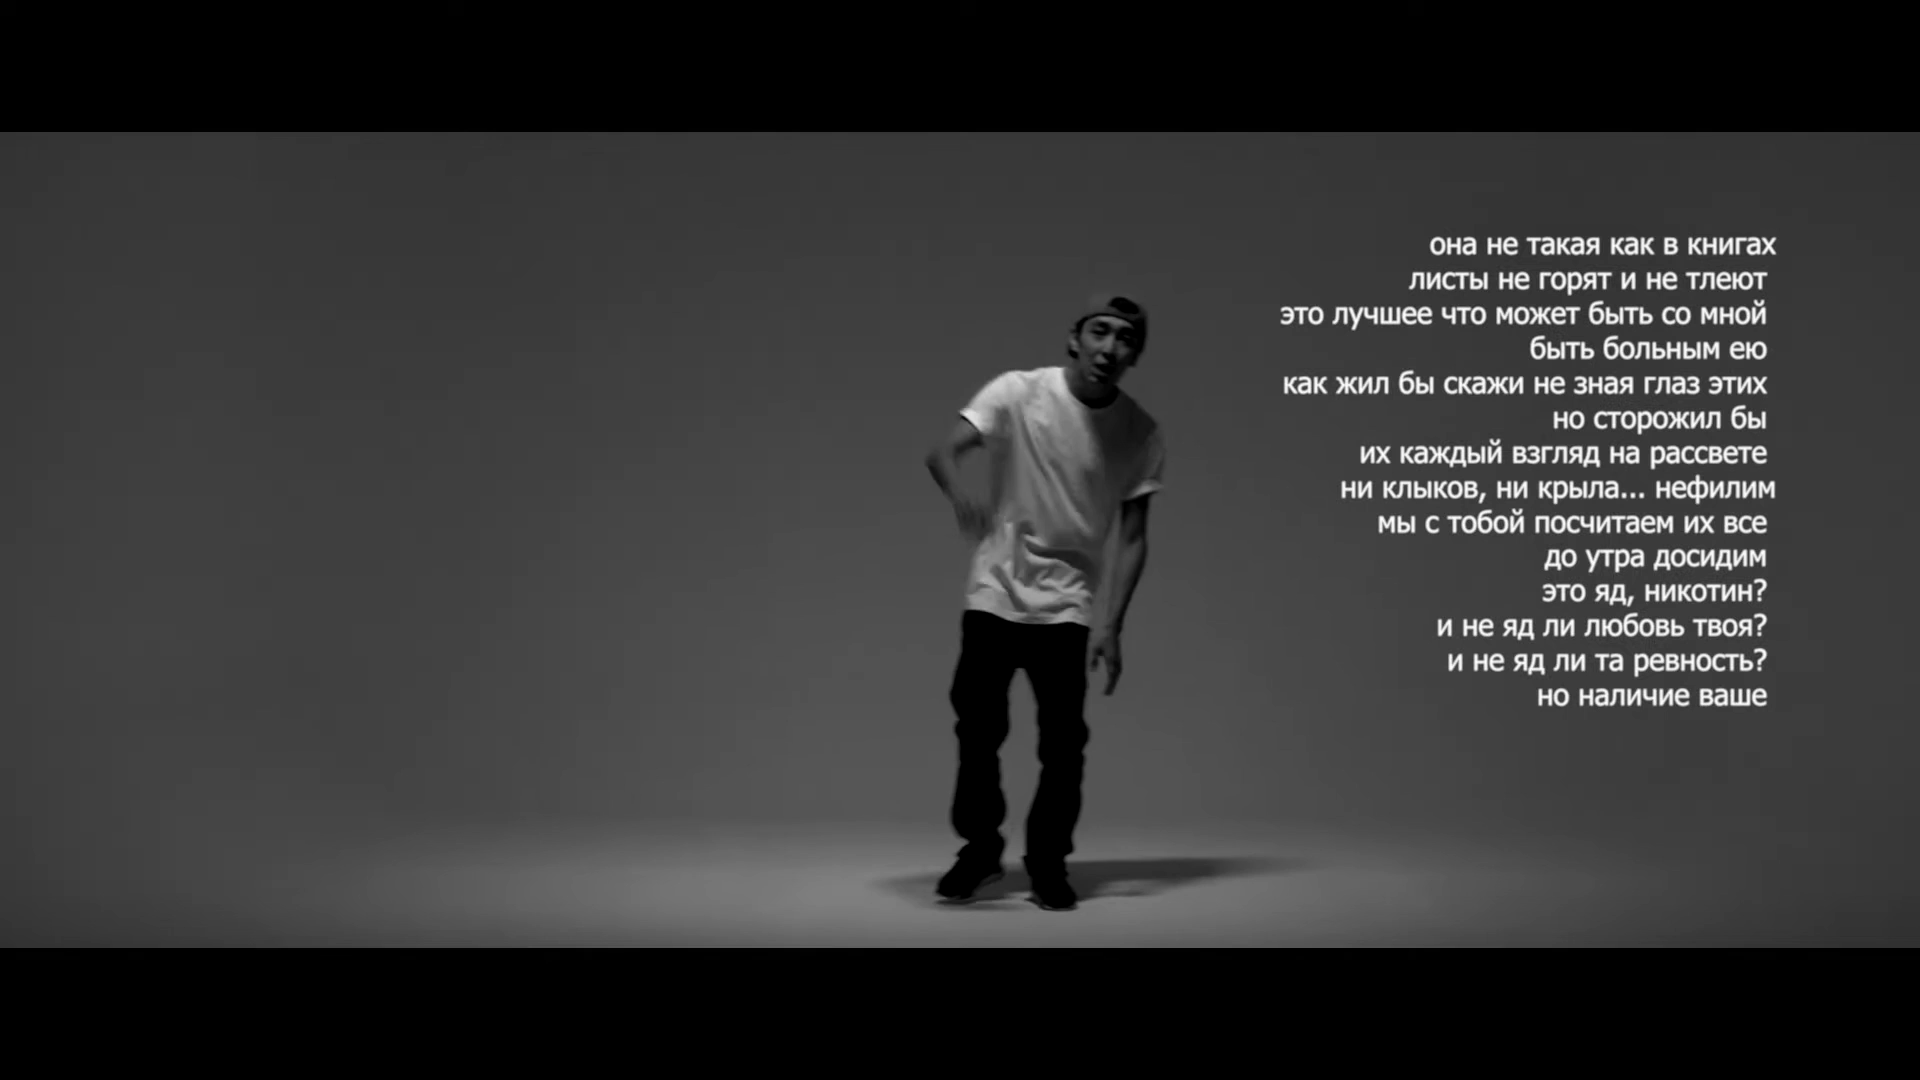 она не такая как в книгах
листы не горят и не тлеют
это лучшее что может быть со мной
быть больным ею
как жил бы скажи не зная глаз этих
но сторожил бы
их каждый взгляд на рассвете
ни клыков, ни крыла... нефилим
мы с тобой посчитаем их все
до утра досидим
это яд, никотин?
и не яд ли любовь твоя?
и не яд ли та ревность?
но наличие ваше